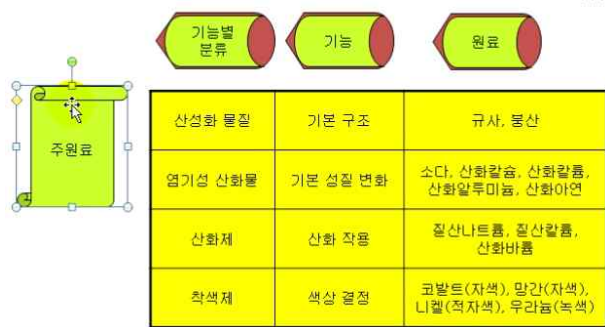 기능별
분류
기능
원료
주원료
산성화 물질
기본 구조
규사, 붕산
염기성 산화물
기본 성질 변화
소다, 산화칼슘, 산화칼륨,
산화알루미늄, 산화아연
산화제
산화 작용
질산나트륨, 질산칼륨,
산화바륨
착색제
색상 결정
코발트(자색), 망간(자색),
니켈(적자색), 우라늄(녹색)